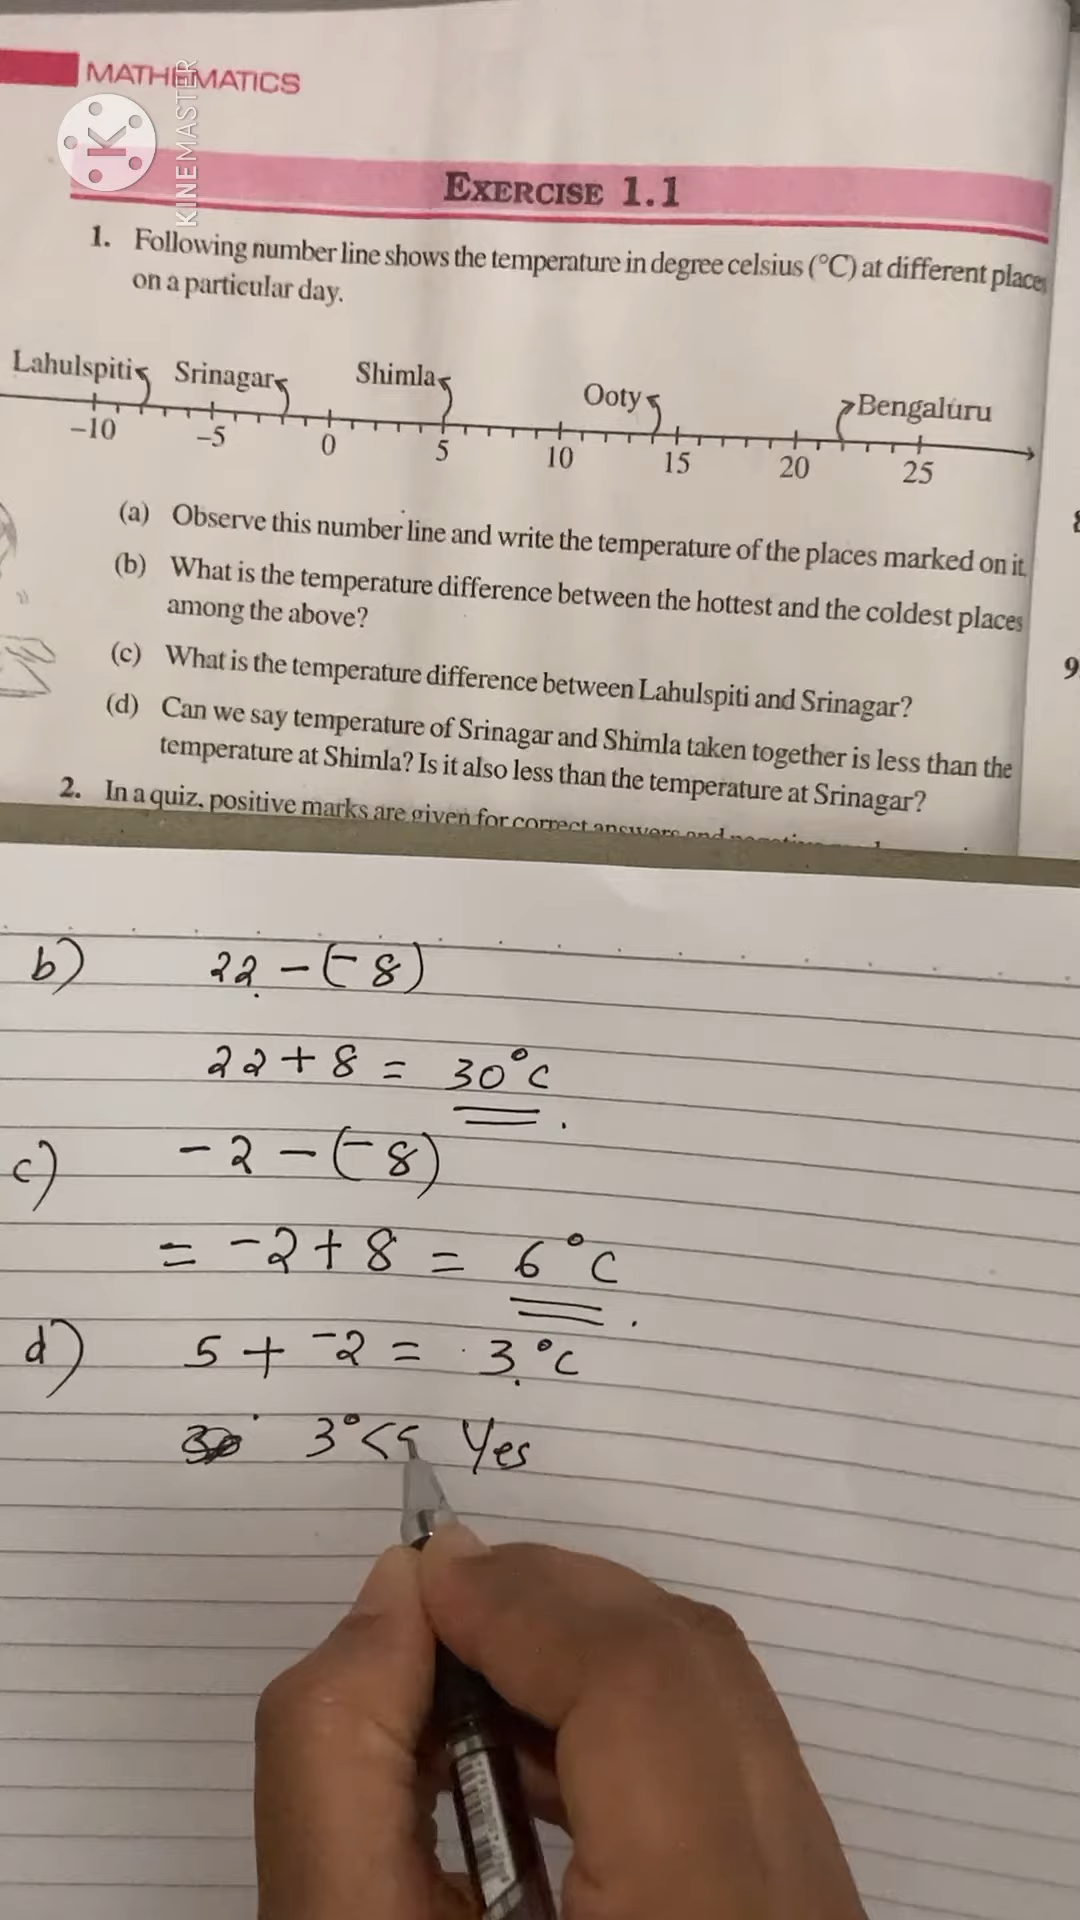 MATHEMATICS
KINEMASTER
EXERCISE 1.1
1. Following number line shows the temperature in degree celsius (°C) at different places
on a particular day.
Lahulspiti Srinagar Shimla Ooty Bengaluru
–10 –5 0 5 10 15 20 25
(a) Observe this number line and write the temperature of the places marked on it.
(b) What is the temperature difference between the hottest and the coldest places
among the above?
(c) What is the temperature difference between Lahulspiti and Srinagar?
(d) Can we say temperature of Srinagar and Shimla taken together is less than the
temperature at Shimla? Is it also less than the temperature at Srinagar?
2. In a quiz, positive marks are given for correct answers and
9.
b) 22 - (-8)
22 + 8 = 30°C
c) -2 - (-8)
= -2 + 8 = 6°C
d) 5 + -2 = 3°C
3° < Yes